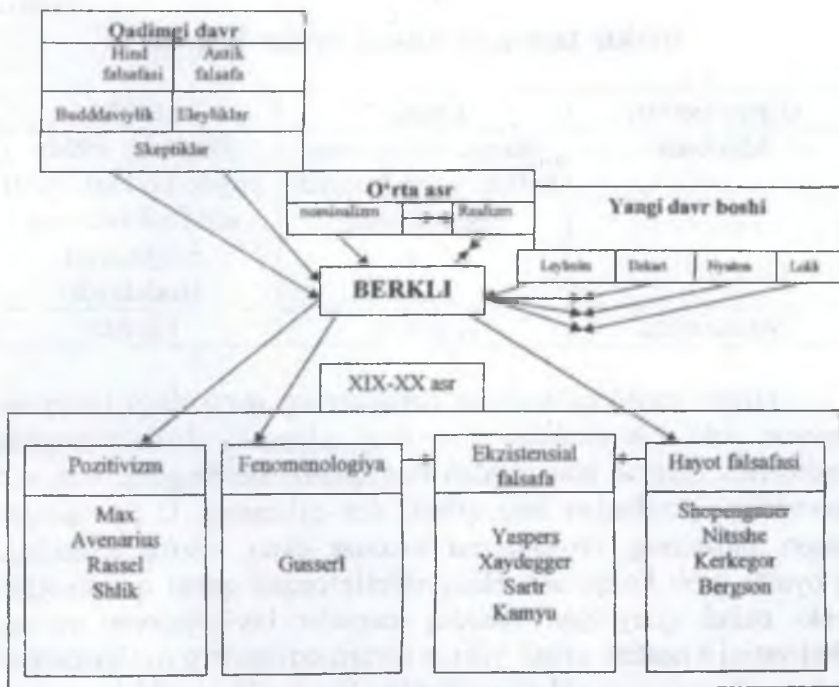 Qadimgi davr
Hind falsafasi
Antik falsafa
Buddaviylik
Eleyliklar
Skeptiklar
O‘rta asr
nominalizm
Realizm
Yangi davr boshi
Leybnits
Dekart
Nyuton
Lokk
BERKLI
XIX-XX asr
Pozitivizm
Max
Avenarius
Rassel
Shlik
Fenomenologiya
Gusserl
Ekzistensial
falsafa
Yaspers
Xaydegger
Sartr
Kamyu
Hayot falsafasi
Shopengauer
Nitsshe
Kerkegor
Bergson